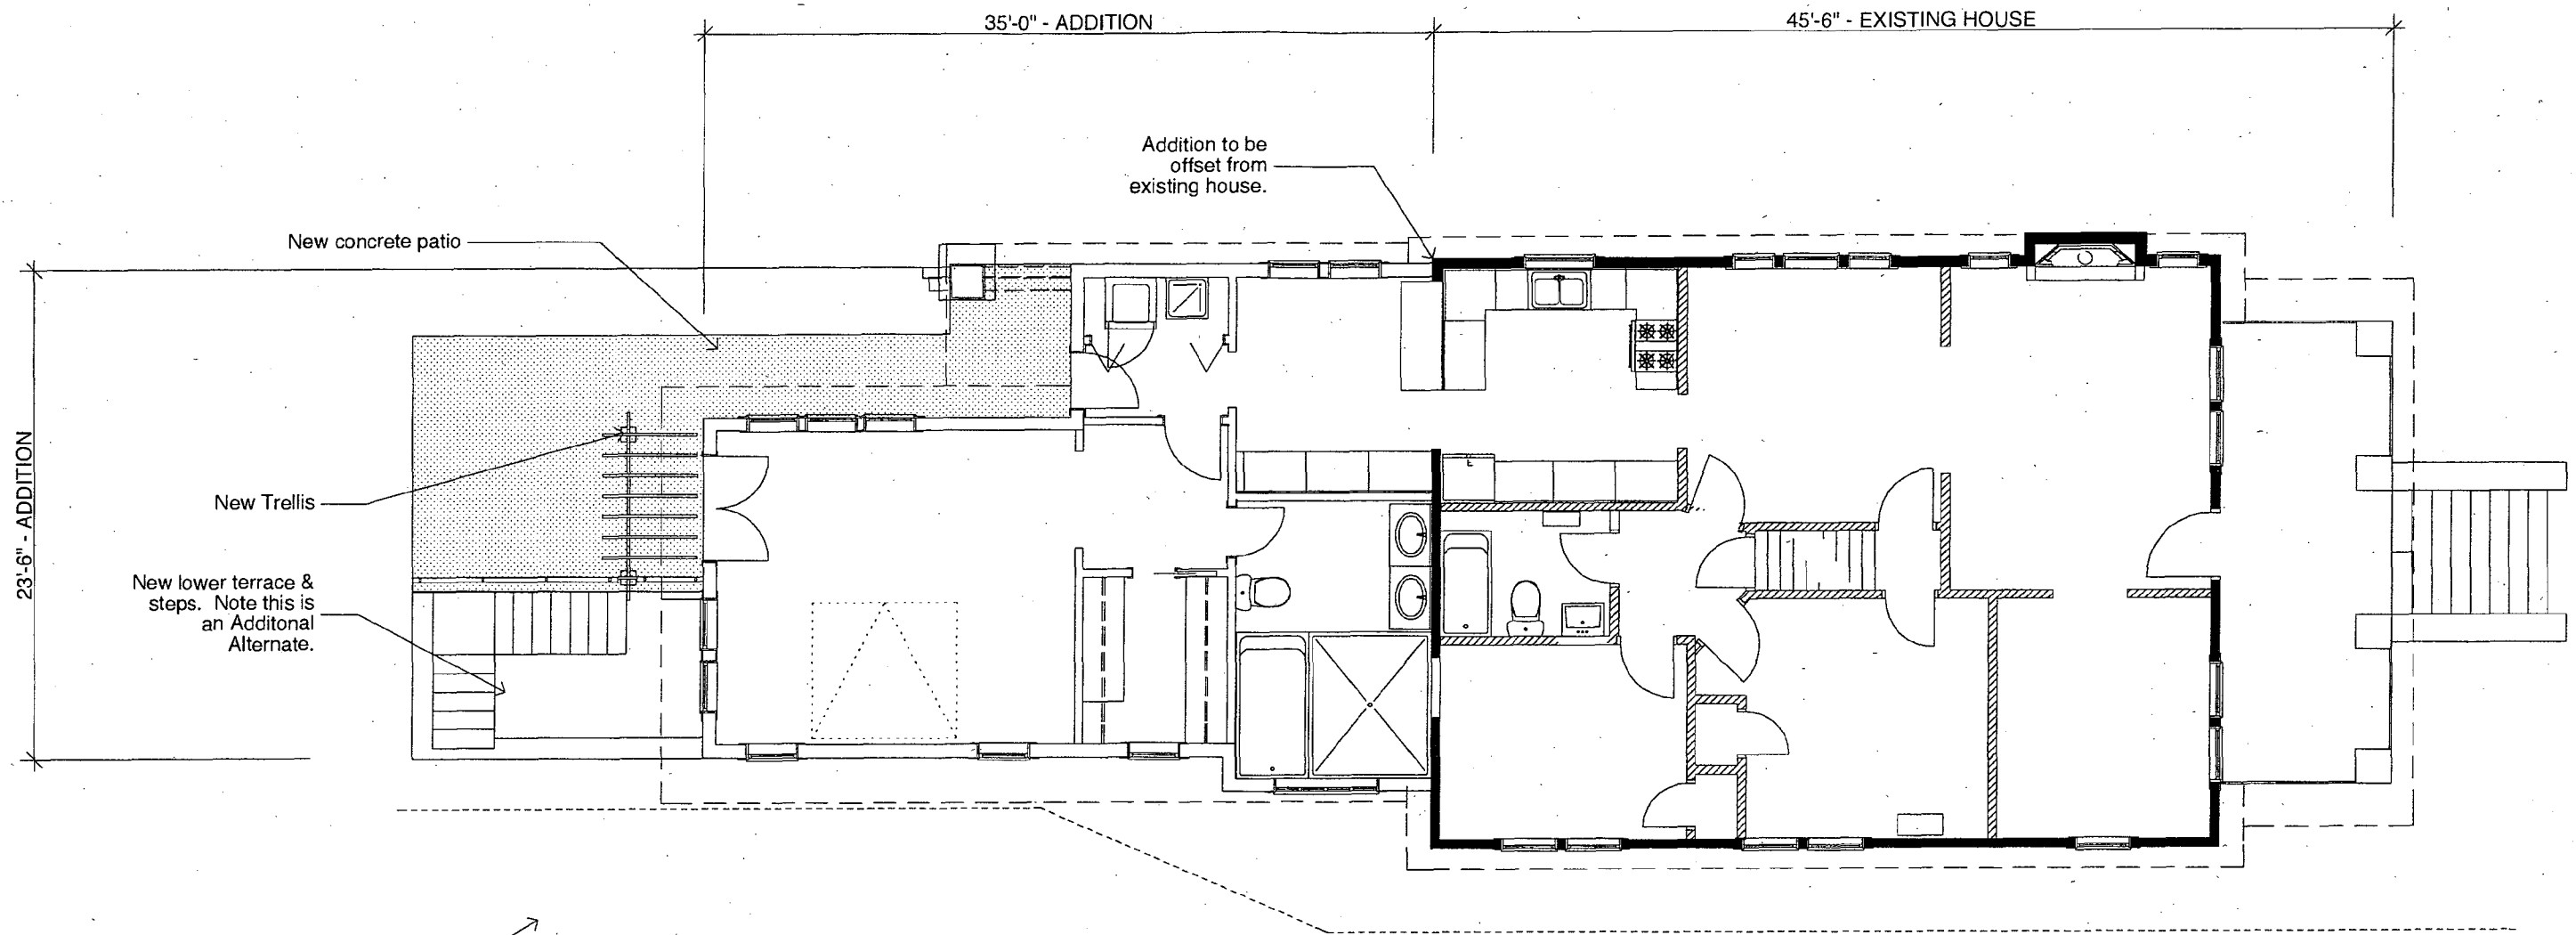 35'-0" - ADDITION
45'-6" - EXISTING HOUSE
Addition to be
offset from
existing house.
New concrete patio
23'-6" - ADDITION
New Trellis
New lower terrace &
steps. Note this is
an Additonal
Alternate.